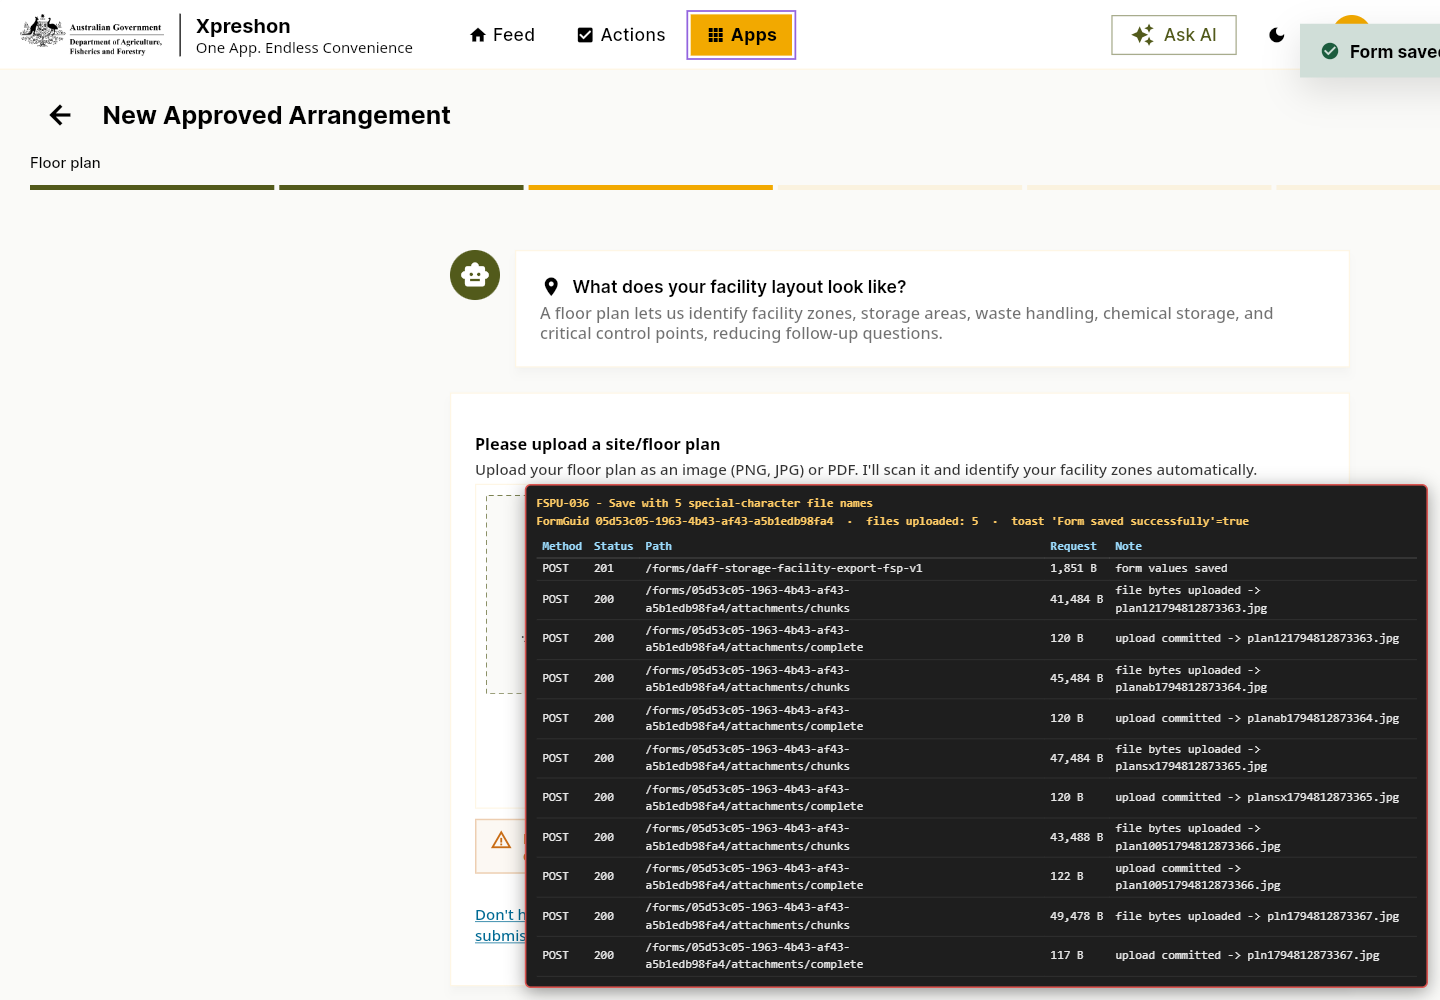 Australian Government
Department of Agriculture,
Fisheries and Forestry
Xpreshon
One App. Endless Convenience
Feed
Actions
Apps
Ask AI
Form saved
New Approved Arrangement
Floor plan
What does your facility layout look like?
A floor plan lets us identify facility zones, storage areas, waste handling, chemical storage, and
critical control points, reducing follow-up questions.
Please upload a site/floor plan
Upload your floor plan as an image (PNG, JPG) or PDF. I'll scan it and identify your facility zones automatically.
FSPU-036 - Save with 5 special-character file names
FormGuid 05d53c05-1963-4b43-af43-a5b1edb98fa4 · files uploaded: 5 · toast 'Form saved successfully'=true
Method Status Path Request Note
POST 201 /forms/daff-storage-facility-export-fsp-v1 1,851 B form values saved
POST 200 /forms/05d53c05-1963-4b43-af43-a5b1edb98fa4/attachments/chunks 41,484 B file bytes uploaded -> plan121794812873363.jpg
POST 200 /forms/05d53c05-1963-4b43-af43-a5b1edb98fa4/attachments/complete 120 B upload committed -> plan121794812873363.jpg
POST 200 /forms/05d53c05-1963-4b43-af43-a5b1edb98fa4/attachments/chunks 45,484 B file bytes uploaded -> planab1794812873364.jpg
POST 200 /forms/05d53c05-1963-4b43-af43-a5b1edb98fa4/attachments/complete 120 B upload committed -> planab1794812873364.jpg
POST 200 /forms/05d53c05-1963-4b43-af43-a5b1edb98fa4/attachments/chunks 47,484 B file bytes uploaded -> plansx1794812873365.jpg
POST 200 /forms/05d53c05-1963-4b43-af43-a5b1edb98fa4/attachments/complete 120 B upload committed -> plansx1794812873365.jpg
POST 200 /forms/05d53c05-1963-4b43-af43-a5b1edb98fa4/attachments/chunks 43,488 B file bytes uploaded -> plan10051794812873366.jpg
POST 200 /forms/05d53c05-1963-4b43-af43-a5b1edb98fa4/attachments/complete 122 B upload committed -> plan10051794812873366.jpg
POST 200 /forms/05d53c05-1963-4b43-af43-a5b1edb98fa4/attachments/chunks 49,478 B file bytes uploaded -> pln1794812873367.jpg
POST 200 /forms/05d53c05-1963-4b43-af43-a5b1edb98fa4/attachments/complete 117 B upload committed -> pln1794812873367.jpg
Don't h
submis